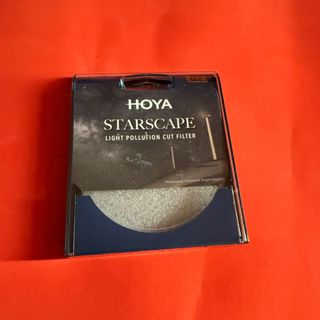 HOYA
STARSCAPE
LIGHT POLLUTION CUT FILTER